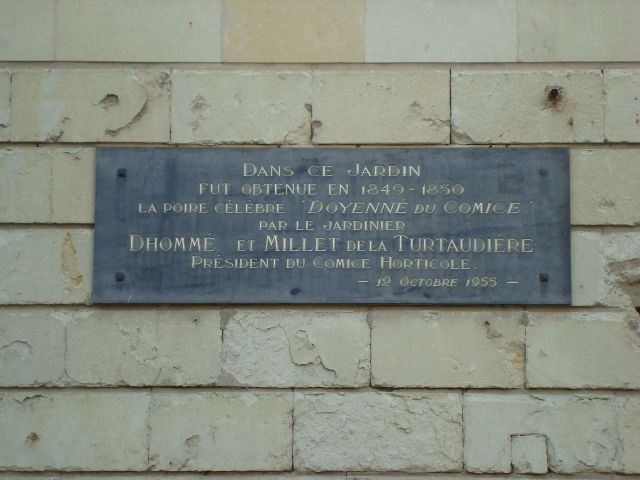 DANS CE JARDIN
FUT OBTENUE EN 1849-1850
LA POIRE CÉLÈBRE "DOYENNÉ DU COMICE"
PAR LE JARDINIER
DHOMMÉ ET MILLET DE LA TURTAUDIÉRE
PRÉSIDENT DU COMICE HORTICOLE.
— 12 OCTOBRE 1955 —